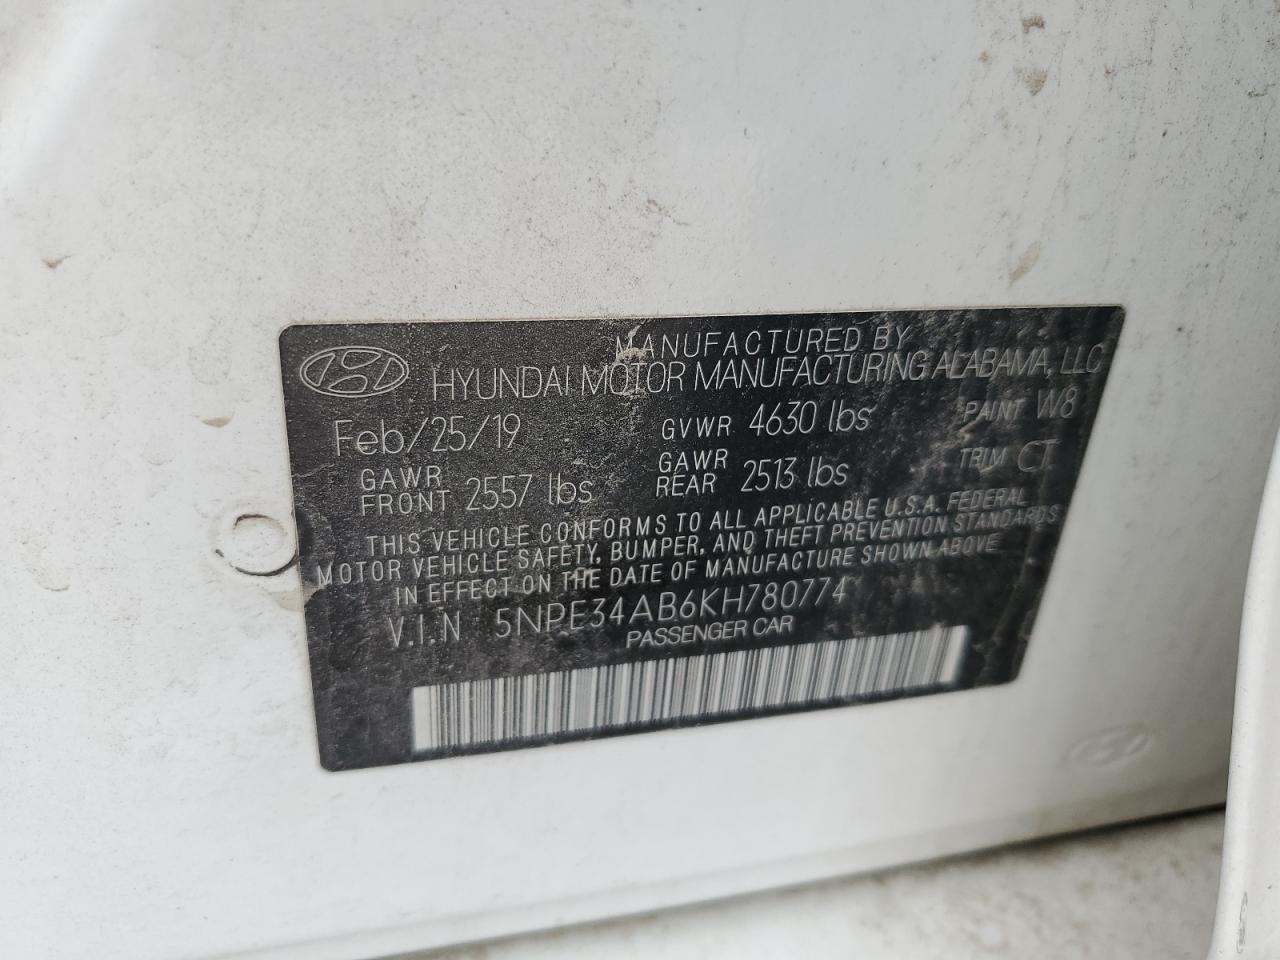 MANUFACTURED BY
HYUNDAI MOTOR MANUFACTURING ALABAMA, LLC
Feb/25/19 GVWR 4630 lbs PAINT W8
GAWR FRONT 2557 lbs GAWR REAR 2513 lbs TRIM CT
THIS VEHICLE CONFORMS TO ALL APPLICABLE U.S.A. FEDERAL
MOTOR VEHICLE SAFETY, BUMPER, AND THEFT PREVENTION STANDARDS
IN EFFECT ON THE DATE OF MANUFACTURE SHOWN ABOVE
V.I.N 5NPE34AB6KH780774
PASSENGER CAR